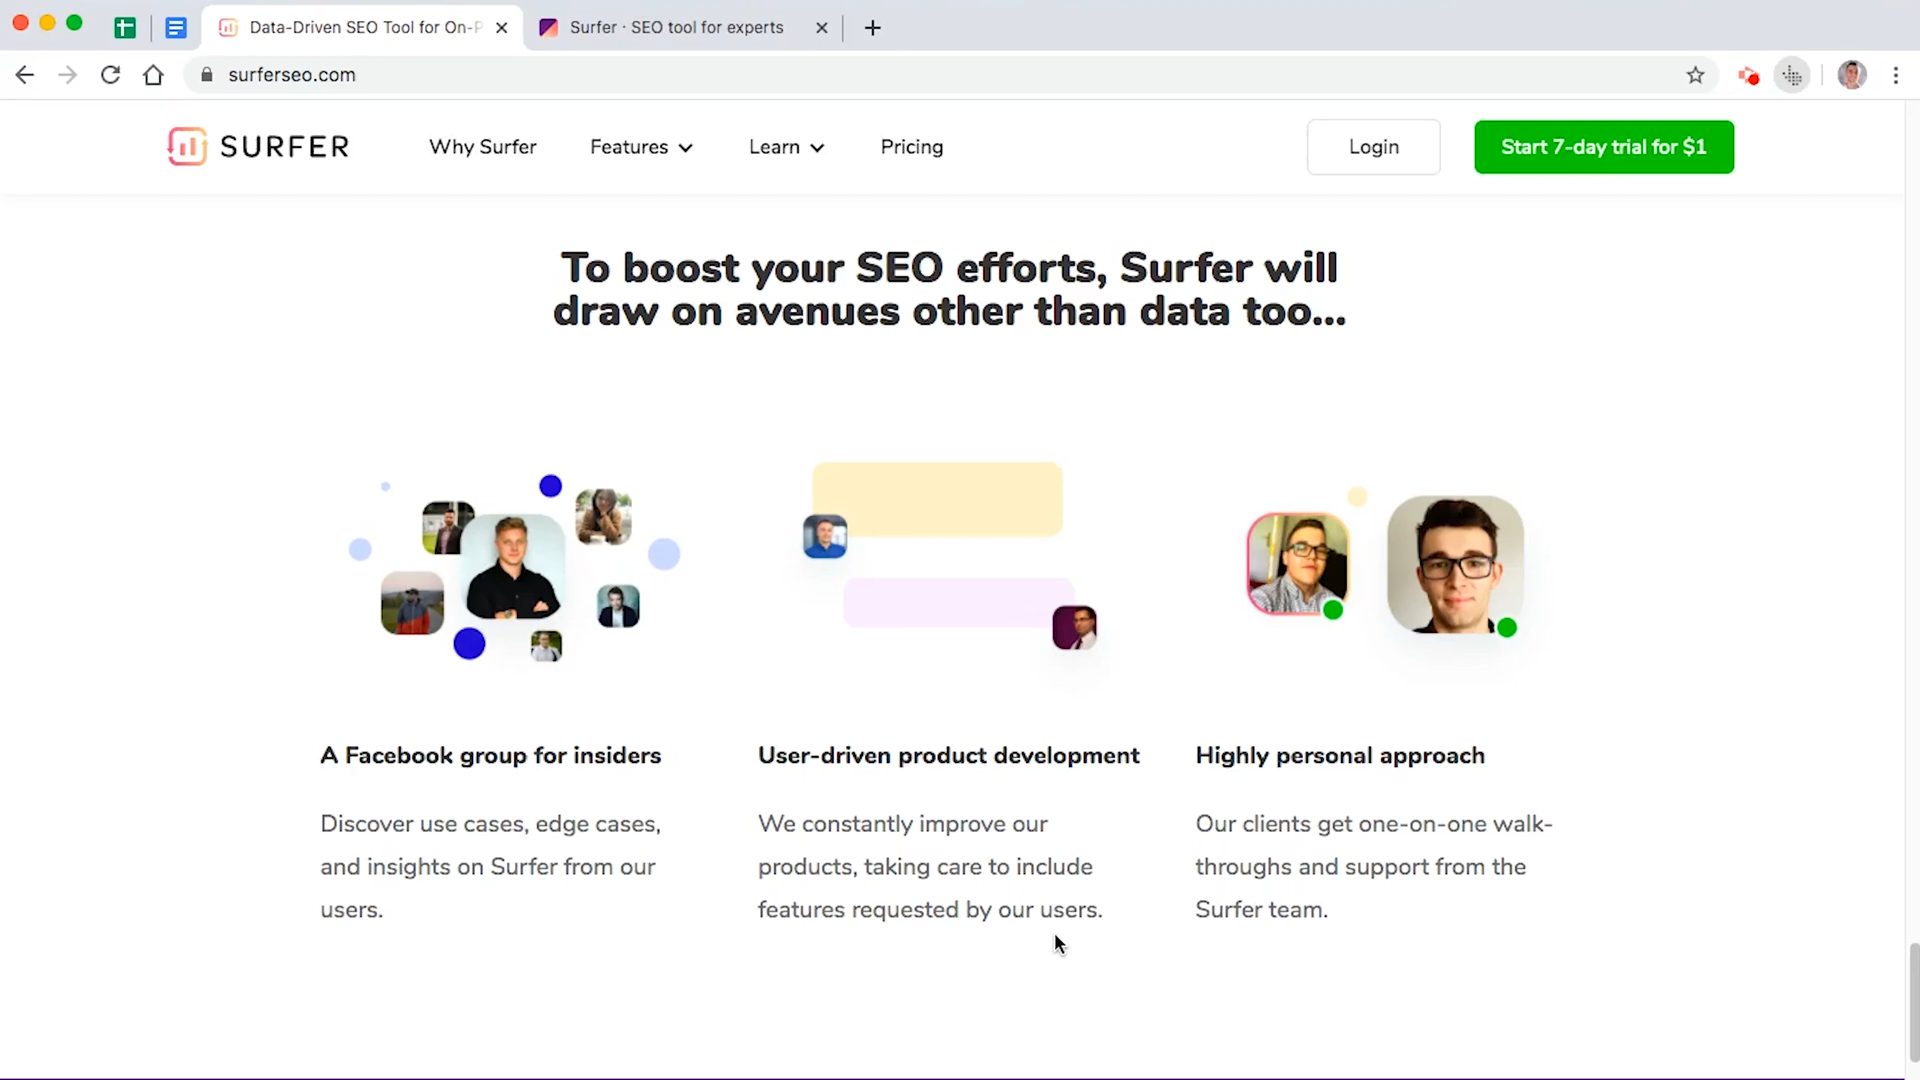 Data-Driven SEO Tool for On-P
Surfer · SEO tool for experts
surferseo.com
SURFER
Why Surfer
Features
Learn
Pricing
Login
Start 7-day trial for $1
To boost your SEO efforts, Surfer will
draw on avenues other than data too...
A Facebook group for insiders
Discover use cases, edge cases,
and insights on Surfer from our
users.
User-driven product development
We constantly improve our
products, taking care to include
features requested by our users.
Highly personal approach
Our clients get one-on-one walk-
throughs and support from the
Surfer team.